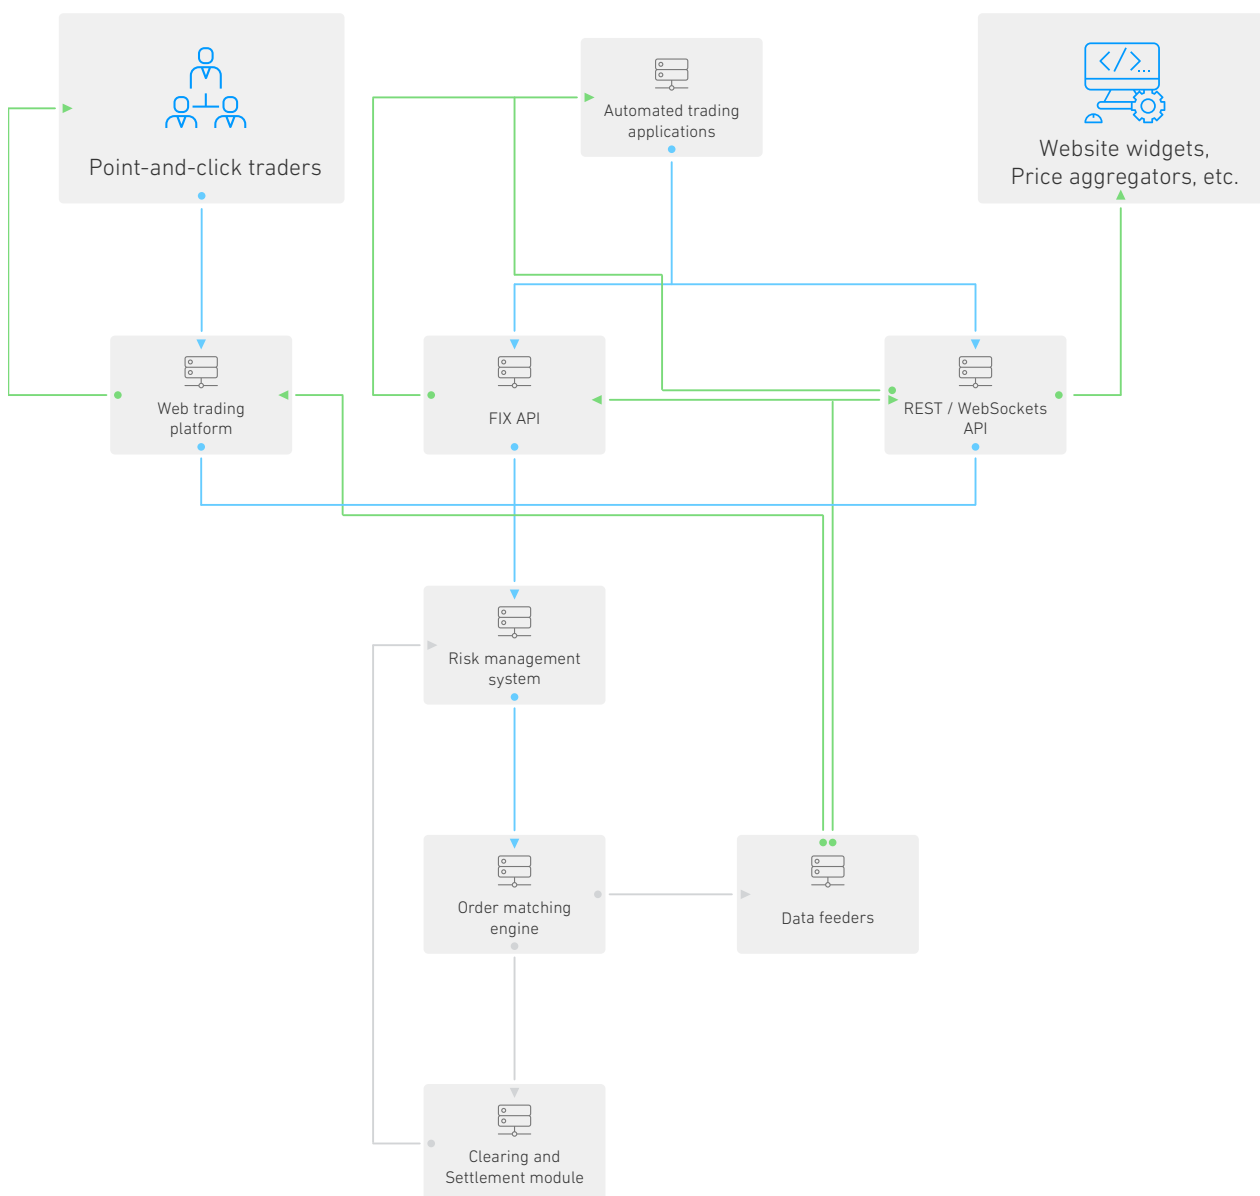 Point-and-click traders
Automated trading
applications
Website widgets,
Price aggregators, etc.
Web trading
platform
FIX API
REST / WebSockets
API
Risk management
system
Order matching
engine
Data feeders
Clearing and
Settlement module